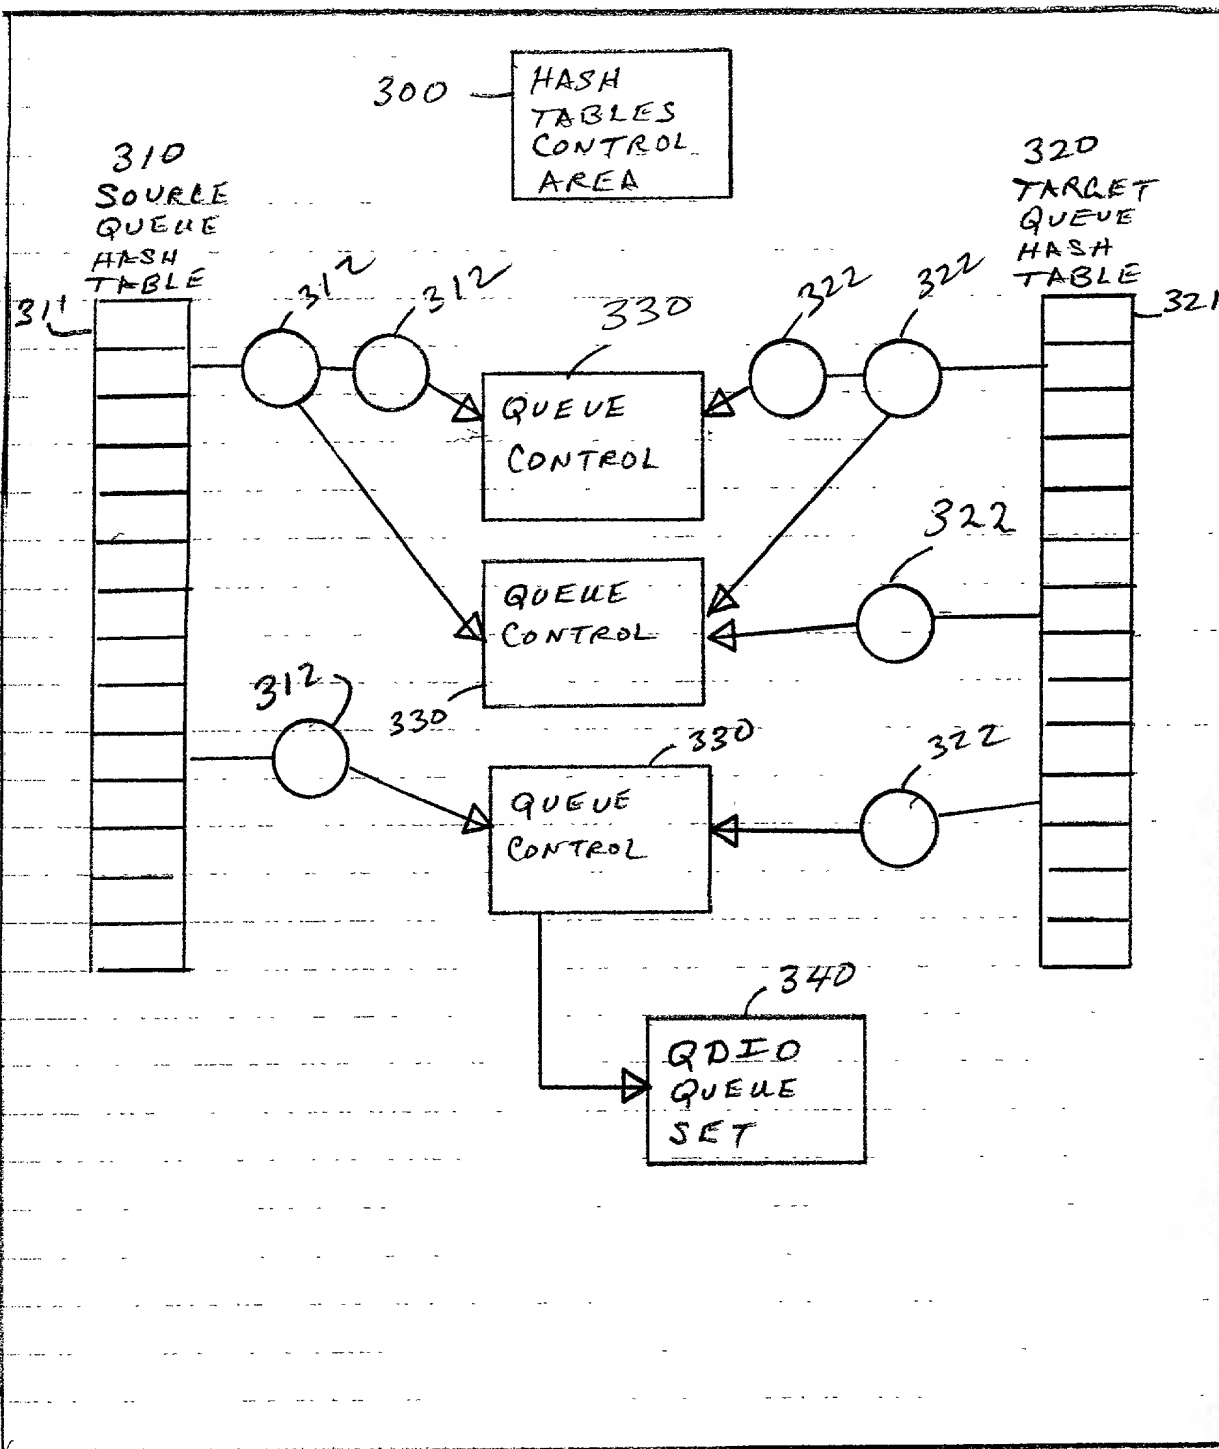 300
HASH
TABLES
CONTROL
AREA
310
SOURCE
QUEUE
HASH
TABLE
320
TARGET
QUEUE
HASH
TABLE
311
312
312
330
322
322
321
QUEUE
CONTROL
322
QUEUE
CONTROL
330
312
330
322
QUEUE
CONTROL
340
QDIO
QUEUE
SET